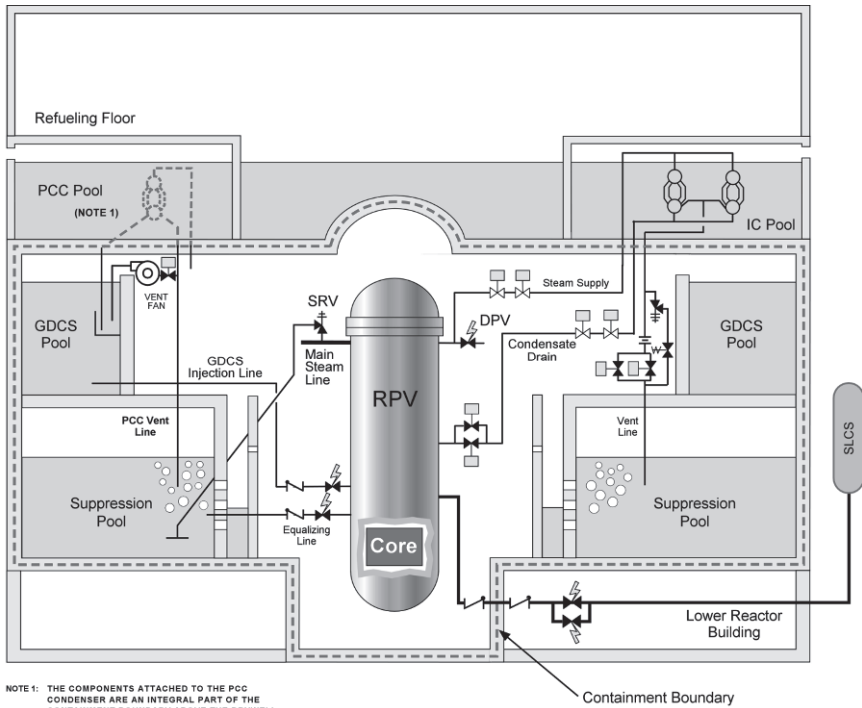 Refueling Floor
PCC Pool
(NOTE 1)
IC Pool
VENT
FAN
SRV
Steam Supply
DPV
GDCS
Pool
GDCS
Injection Line
Main
Steam
Line
Condensate
Drain
GDCS
Pool
RPV
PCC Vent
Line
Vent
Line
SLCS
Suppression
Pool
Suppression
Pool
Equalizing
Line
Core
Lower Reactor
Building
Containment Boundary
NOTE 1: THE COMPONENTS ATTACHED TO THE PCC
CONDENSER ARE AN INTEGRAL PART OF THE